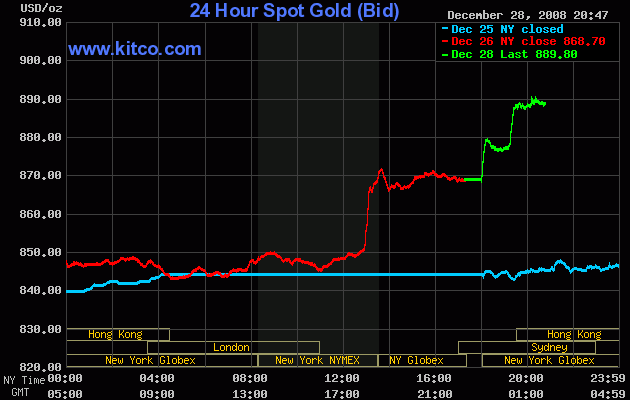 USD/oz 24 Hour Spot Gold (Bid)
December 28, 2008 20:47
www.kitco.com
Dec 25 NY closed
Dec 26 NY close 868.70
Dec 28 Last 889.80
910.00
900.00
890.00
880.00
870.00
860.00
850.00
840.00
830.00
820.00
Hong Kong Hong Kong
London Sydney
New York Globex New York NYMEX NY Globex New York Globex
NY Time 00:00 04:00 08:00 12:00 16:00 20:00 23:59
GMT 05:00 09:00 13:00 17:00 21:00 01:00 04:59